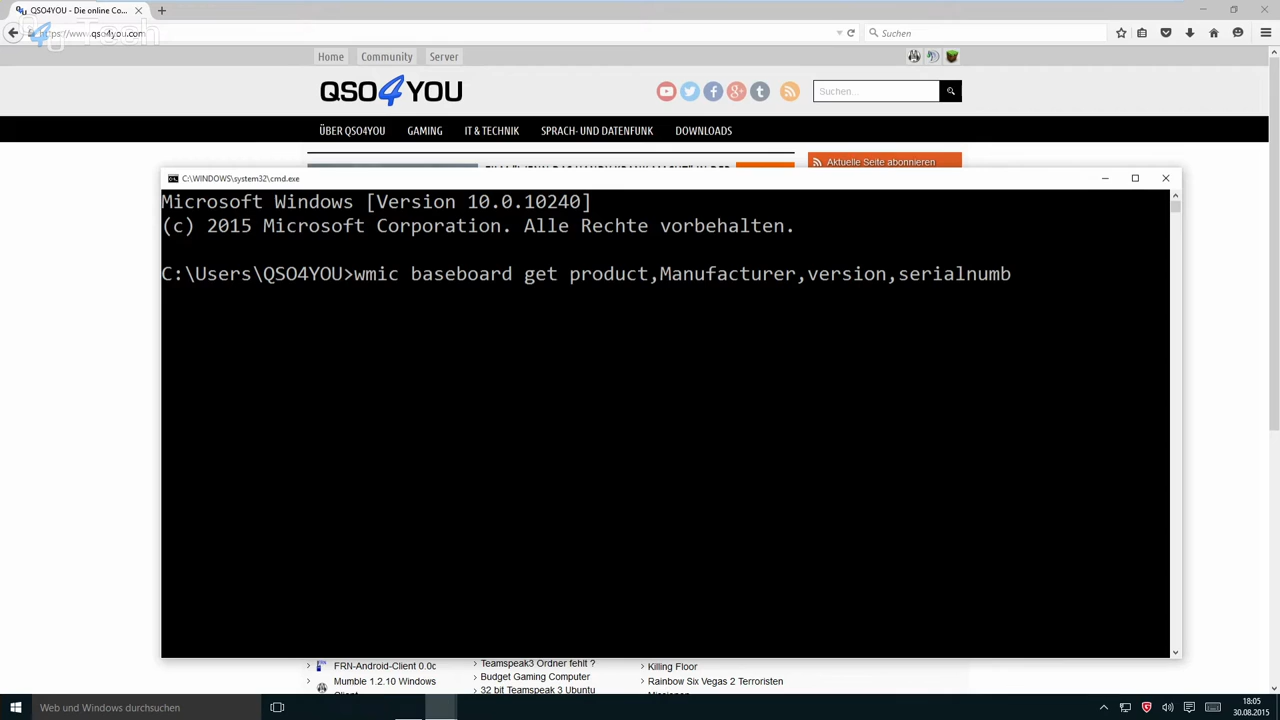 QSO4YOU - Die online Co...
4u Tech
https://www.qso4you.com
Suchen
Home Community Server
QSO4YOU
Suchen...
ÜBER QSO4YOU GAMING IT & TECHNIK SPRACH- UND DATENFUNK DOWNLOADS
Aktuelle Seite abonnieren
C:\WINDOWS\system32\cmd.exe
Microsoft Windows [Version 10.0.10240]
(c) 2015 Microsoft Corporation. Alle Rechte vorbehalten.
C:\Users\QSO4YOU>wmic baseboard get product,Manufacturer,version,serialnumb
FRN-Android-Client 0.0c
Mumble 1.2.10 Windows
Teamspeak3 Ordner fehlt ?
Budget Gaming Computer
32 bit Teamspeak 3 Ubuntu
Killing Floor
Rainbow Six Vegas 2 Terroristen
Web und Windows durchsuchen
18:05
30.08.2015